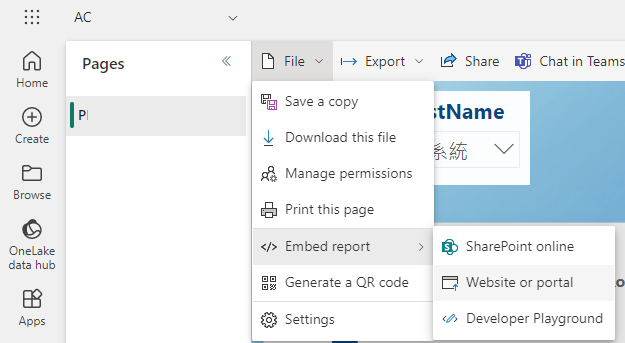 AC
Home
Create
Browse
OneLake
data hub
Apps
Pages
File
Export
Share
Chat in Teams
Save a copy
Download this file
Manage permissions
Print this page
Embed report
Generate a QR code
Settings
stName
系統
SharePoint online
Website or portal
Developer Playground